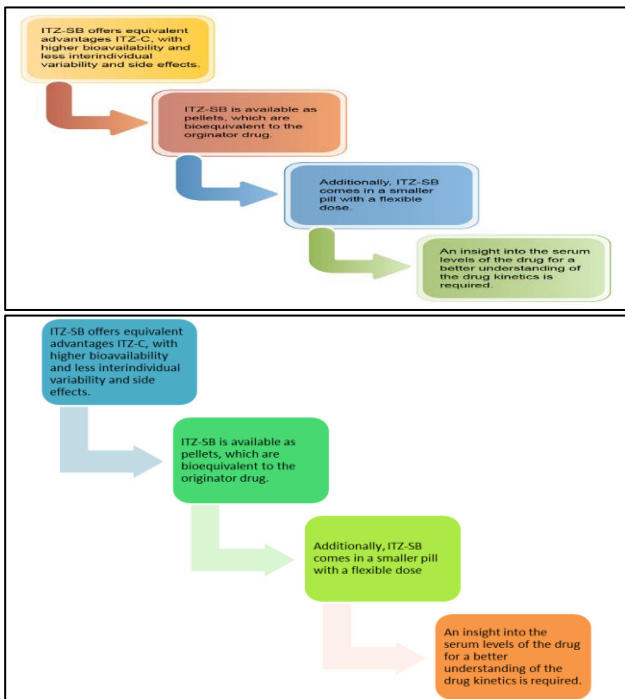 ITZ-SB offers equivalent
advantages ITZ-C, with
higher bioavailability and
less interindividual
variability and side effects.
ITZ-SB is available as
pellets, which are
bioequivalent to the
orginator drug.
Additionally, ITZ-SB
comes in a smaller
pill with a flexible
dose.
An insight into the serum
levels of the drug for a
better understanding of
the drug kinetics is
required.
ITZ-SB offers equivalent
advantages ITZ-C, with
higher bioavailability
and less interindividual
variability and side
effects.
ITZ-SB is available as
pellets, which are
bioequivalent to the
originator drug.
Additionally, ITZ-SB
comes in a smaller pill
with a flexible dose
An insight into the
serum levels of the drug
for a better
understanding of the
drug kinetics is required.